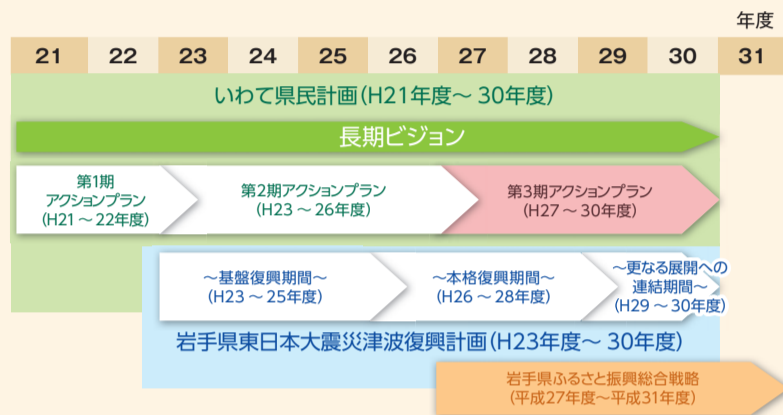 年度
21 22 23 24 25 26 27 28 29 30 31
いわて県民計画(H21年度～30年度)
長期ビジョン
第1期
アクションプラン
(H21～22年度)
第2期アクションプラン
(H23～26年度)
第3期アクションプラン
(H27～30年度)
～基盤復興期間～
(H23～25年度)
～本格復興期間～
(H26～28年度)
～更なる展開への
連結期間～
(H29～30年度)
岩手県東日本大震災津波復興計画(H23年度～30年度)
岩手県ふるさと振興総合戦略
(平成27年度～平成31年度)